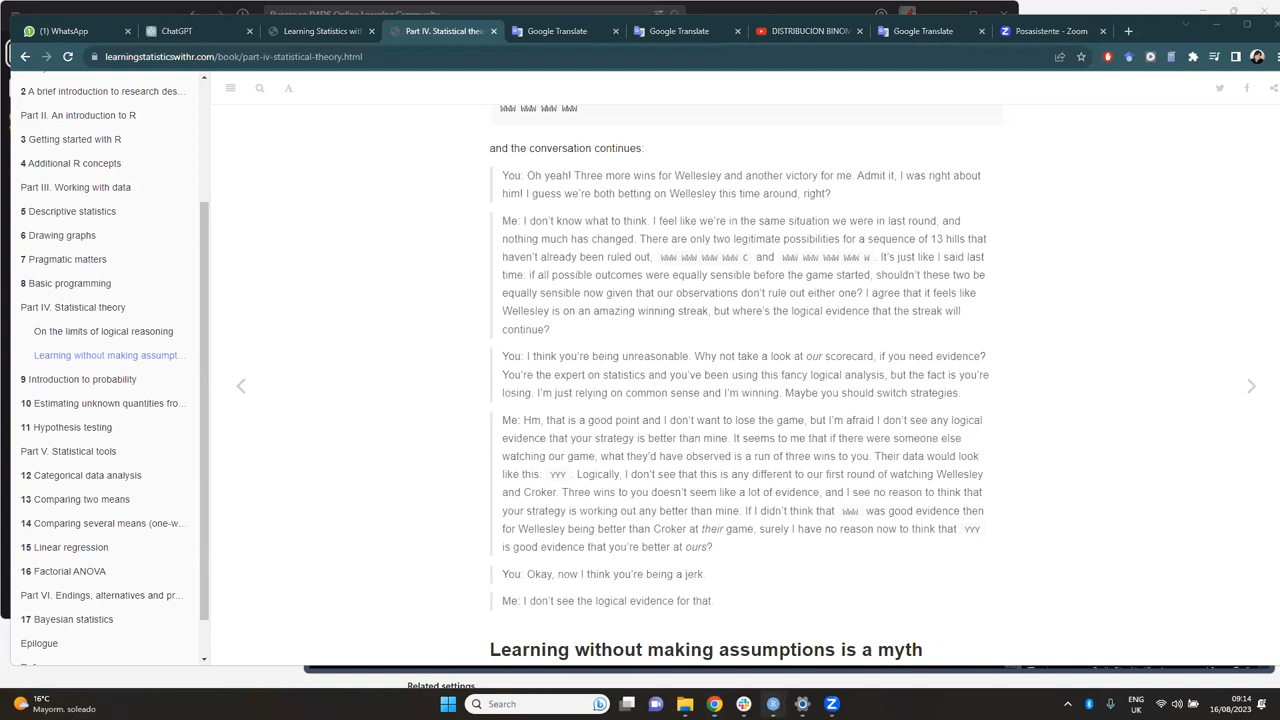 (1) WhatsApp
ChatGPT
Learning Statistics with
Part IV. Statistical theo
Google Translate
Google Translate
DISTRIBUCION BINOM
Google Translate
Posasistente - Zoom
learningstatisticswithr.com/book/part-iv-statistical-theory.html
2 A brief introduction to research des...
Part II. An introduction to R
3 Getting started with R
4 Additional R concepts
Part III. Working with data
5 Descriptive statistics
6 Drawing graphs
7 Pragmatic matters
8 Basic programming
Part IV. Statistical theory
On the limits of logical reasoning
Learning without making assumpt...
9 Introduction to probability
10 Estimating unknown quantities fro...
11 Hypothesis testing
Part V. Statistical tools
12 Categorical data analysis
13 Comparing two means
14 Comparing several means (one-w...
15 Linear regression
16 Factorial ANOVA
Part VI. Endings, alternatives and pr...
17 Bayesian statistics
Epilogue
A
WWW WWW WWW WWW
and the conversation continues:
You: Oh yeah! Three more wins for Wellesley and another victory for me. Admit it, I was right about
him! I guess we're both betting on Wellesley this time around, right?
Me: I don't know what to think. I feel like we're in the same situation we were in last round, and
nothing much has changed. There are only two legitimate possibilities for a sequence of 13 hills that
haven't already been ruled out, WWW WWW WWW WWW C and WWW WWW WWW WWW W . It's just like I said last
time: if all possible outcomes were equally sensible before the game started, shouldn't these two be
equally sensible now given that our observations don't rule out either one? I agree that it feels like
Wellesley is on an amazing winning streak, but where's the logical evidence that the streak will
continue?
You: I think you're being unreasonable. Why not take a look at our scorecard, if you need evidence?
You're the expert on statistics and you've been using this fancy logical analysis, but the fact is you're
losing. I'm just relying on common sense and I'm winning. Maybe you should switch strategies.
Me: Hm, that is a good point and I don't want to lose the game, but I'm afraid I don't see any logical
evidence that your strategy is better than mine. It seems to me that if there were someone else
watching our game, what they'd have observed is a run of three wins to you. Their data would look
like this: YYY . Logically, I don't see that this is any different to our first round of watching Wellesley
and Croker. Three wins to you doesn't seem like a lot of evidence, and I see no reason to think that
your strategy is working out any better than mine. If I didn't think that WWW was good evidence then
for Wellesley being better than Croker at their game, surely I have no reason now to think that YYY
is good evidence that you're better at ours?
You: Okay, now I think you're being a jerk.
Me: I don't see the logical evidence for that.
Learning without making assumptions is a myth
Related settings
16°C
Mayorm. soleado
Search
ENG
UK
09:14
16/08/2023